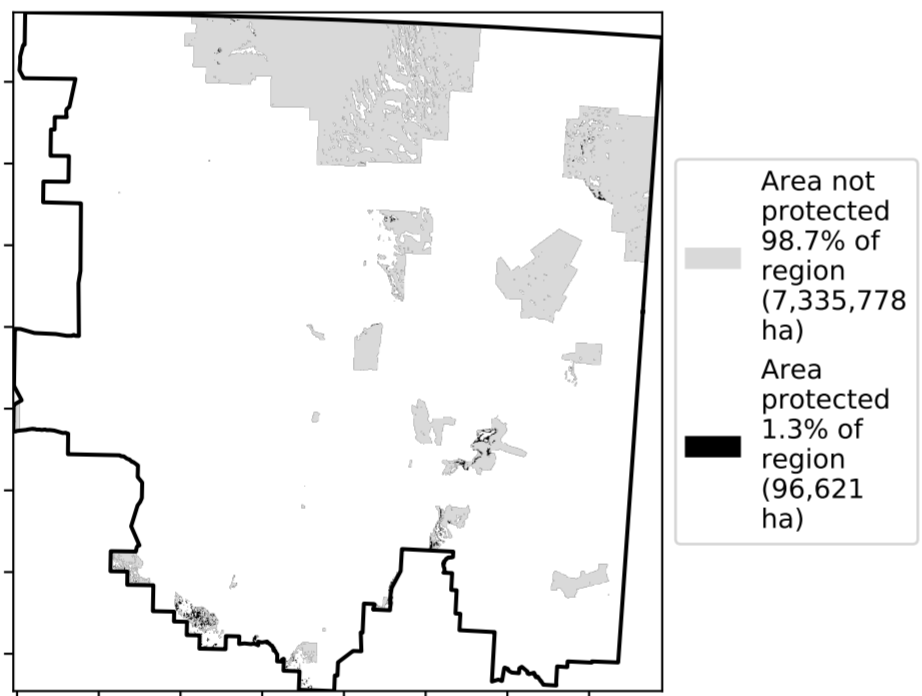 Area not
protected
98.7% of
region
(7,335,778
ha)
Area
protected
1.3% of
region
(96,621
ha)